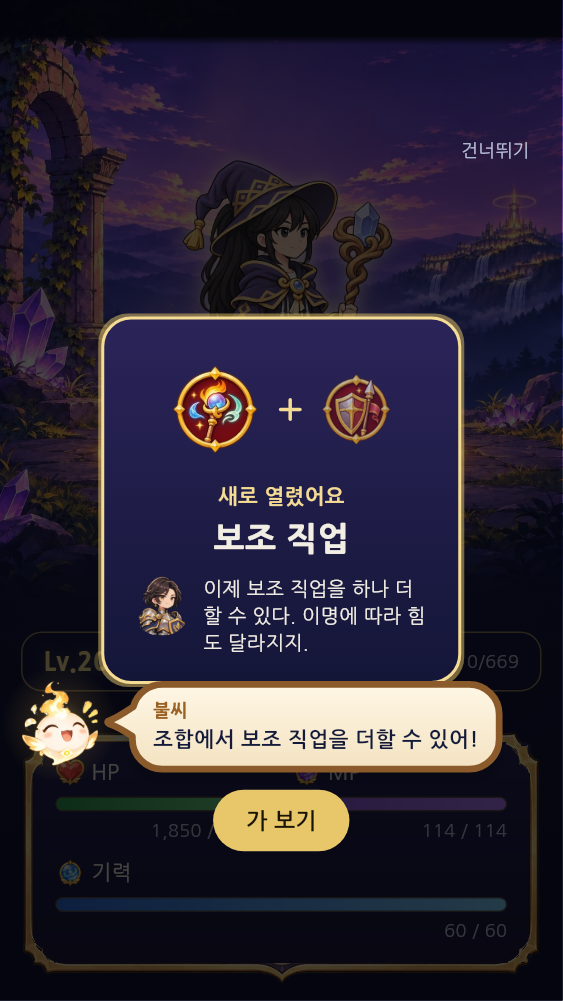 건너뛰기
+
새로 열렸어요
보조 직업
이제 보조 직업을 하나 더
할 수 있다. 이명에 따라 힘
도 달라지지.
Lv.20
0/669
불씨
조합에서 보조 직업을 더할 수 있어!
HP
MP
가 보기
1,850 /
114 / 114
기력
60 / 60